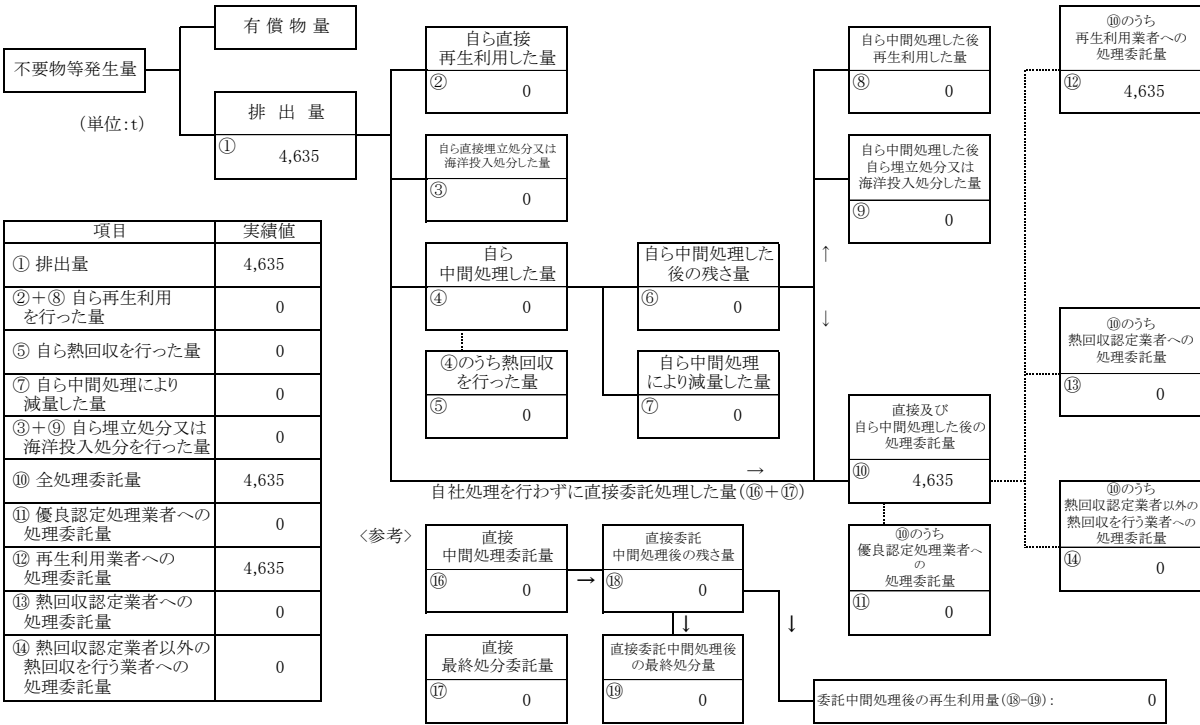 有 償 物 量
不要物等発生量
(単位:t)
排 出 量
① 4,635
自ら直接
再生利用した量
② 0
自ら直接埋立処分又は
海洋投入処分した量
③ 0
自ら
中間処理した量
④ 0
④のうち熱回収
を行った量
⑤ 0
自ら中間処理した
後の残さ量
⑥ 0
自ら中間処理
により減量した量
⑦ 0
自ら中間処理した後
再生利用した量
⑧ 0
自ら中間処理した後
自ら埋立処分又は
海洋投入処分した量
⑨ 0
↑
↓
直接及び
自ら中間処理した後の
処理委託量
⑩ 4,635
→
自社処理を行わずに直接委託処理した量(⑯+⑰)
⑩のうち
優良認定処理業者へ
の
処理委託量
⑪ 0
⑩のうち
再生利用業者への
処理委託量
⑫ 4,635
⑩のうち
熱回収認定業者への
処理委託量
⑬ 0
⑩のうち
熱回収認定業者以外の
熱回収を行う業者への
処理委託量
⑭ 0
項目 実績値
① 排出量 4,635
②+⑧ 自ら再生利用
を行った量 0
⑤ 自ら熱回収を行った量 0
⑦ 自ら中間処理により
減量した量 0
③+⑨ 自ら埋立処分又は
海洋投入処分を行った量 0
⑩ 全処理委託量 4,635
⑪ 優良認定処理業者への
処理委託量 0
⑫ 再生利用業者への
処理委託量 4,635
⑬ 熱回収認定業者への
処理委託量 0
⑭ 熱回収認定業者以外の
熱回収を行う業者への
処理委託量 0
〈参考〉
直接
中間処理委託量
⑯ 0
→
直接委託
中間処理後の残さ量
⑱ 0
↓
↓
直接
最終処分委託量
⑰ 0
直接委託中間処理後
の最終処分量
⑲ 0
委託中間処理後の再生利用量(⑱-⑲): 0